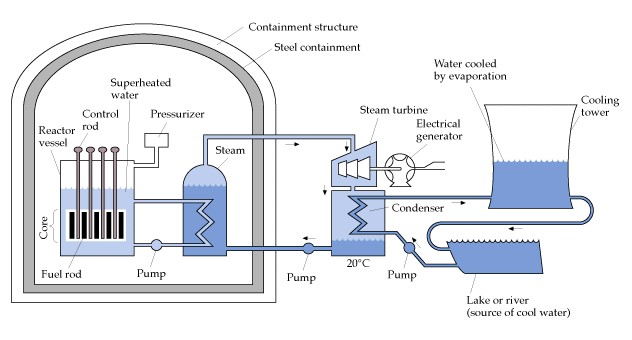 Containment structure
Steel containment
Water cooled
by evaporation
Superheated
water
Cooling
tower
Control
rod
Pressurizer
Steam turbine
Electrical
generator
Reactor
vessel
Steam
Core
Condenser
Fuel rod
Pump
Pump
20°C
Pump
Lake or river
(source of cool water)